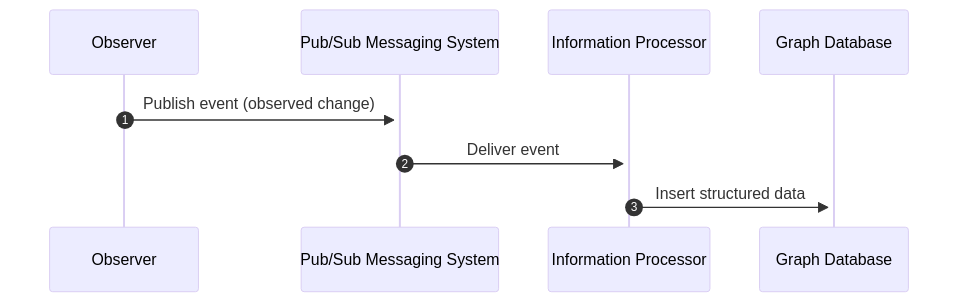 Observer
Pub/Sub Messaging System
Information Processor
Graph Database
Publish event (observed change)
1
Deliver event
2
Insert structured data
3
Observer
Pub/Sub Messaging System
Information Processor
Graph Database